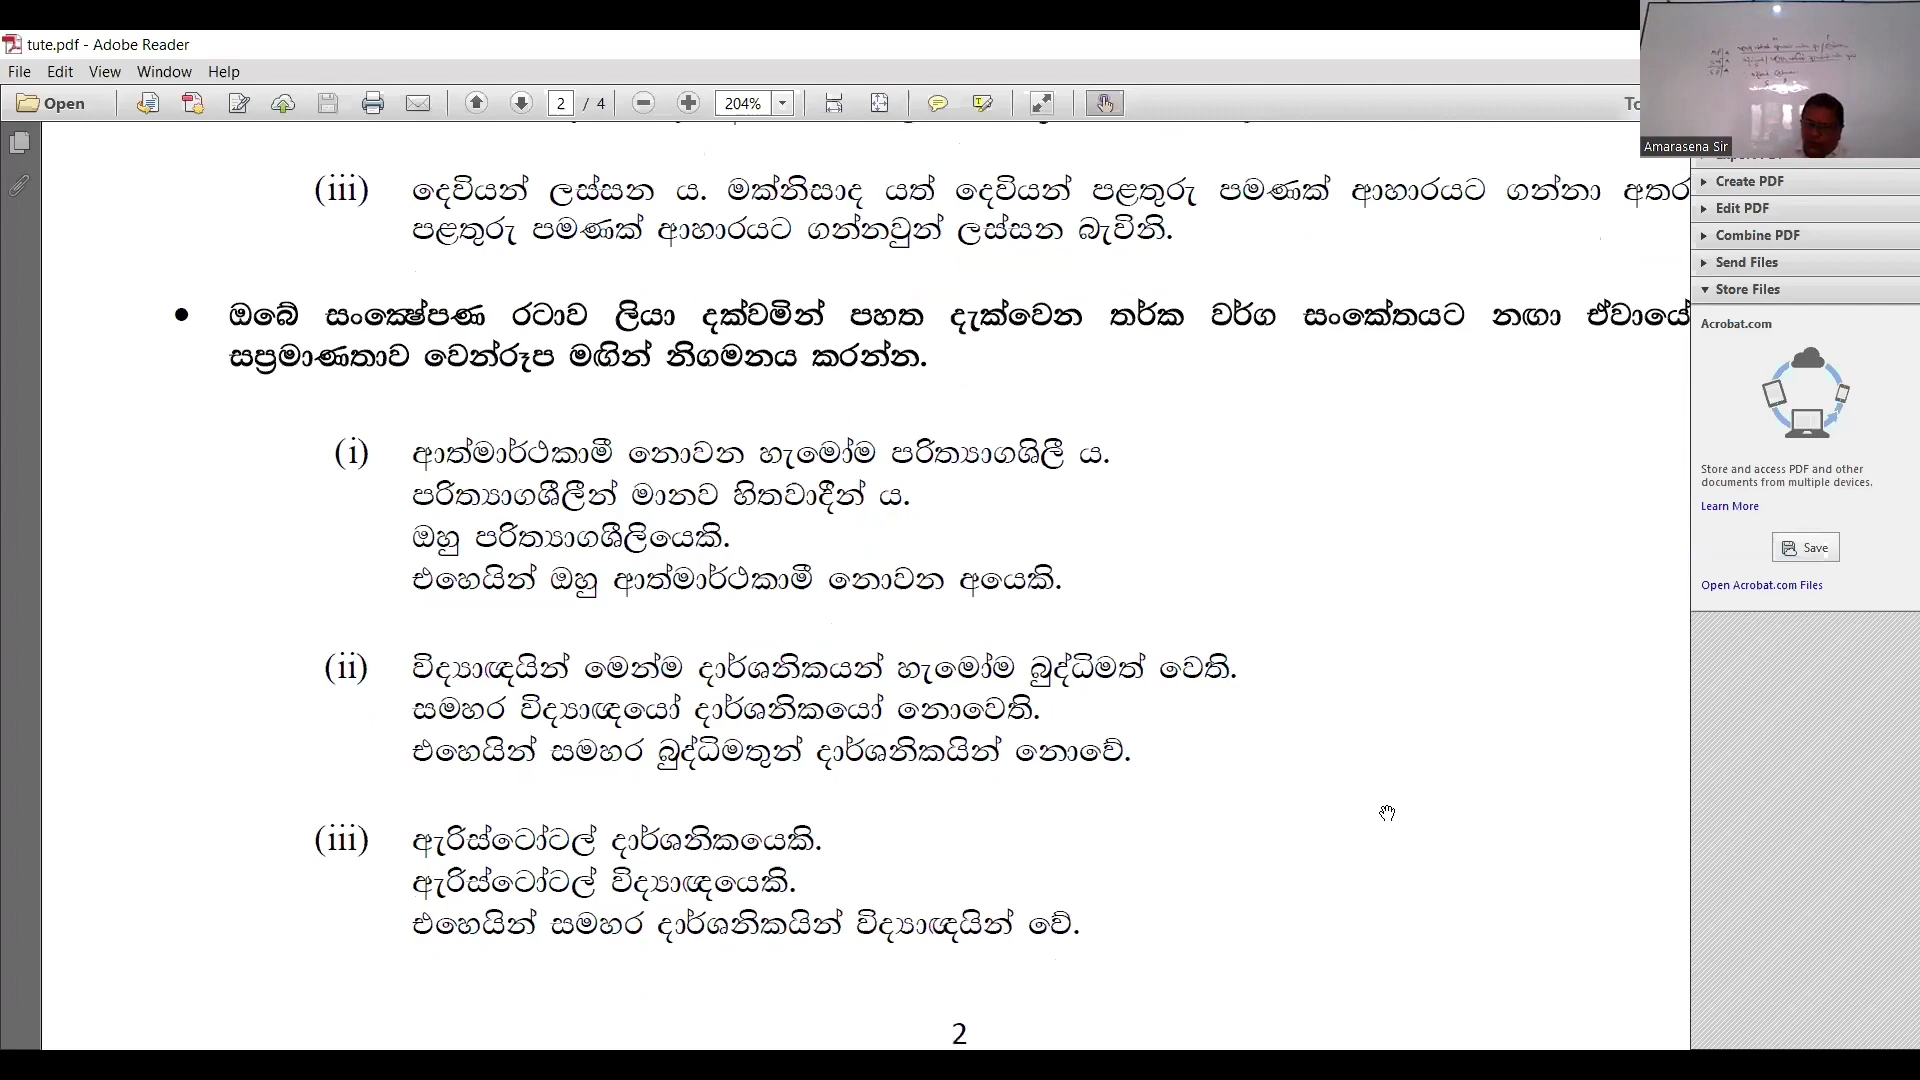 tute.pdf - Adobe Reader
File Edit View Window Help
Open 2 / 4 204%
Amarasena Sir
(iii) දෙවියන් ලස්සන ය. මක්නිසාද යත් දෙවියන් පළතුරු පමණක් ආහාරයට ගන්නා අතර
පළතුරු පමණක් ආහාරයට ගන්නවුන් ලස්සන බැවිනි.
• ඔබේ සංක්ෂේපණ රටාව ලියා දක්වමින් පහත දැක්වෙන තර්ක වර්ග සංකේතයට නඟා ඒවායේ
සප්‍රමාණතාව වෙන්රූප මඟින් නිගමනය කරන්න.
(i) ආත්මාර්ථකාමී නොවන හැමෝම පරිත්‍යාගශිලී ය.
පරිත්‍යාගශීලීන් මානව හිතවාදීන් ය.
ඔහු පරිත්‍යාගශීලියෙකි.
එහෙයින් ඔහු ආත්මාර්ථකාමී නොවන අයෙකි.
(ii) විද්‍යාඥයින් මෙන්ම දාර්ශනිකයන් හැමෝම බුද්ධිමත් වෙති.
සමහර විද්‍යාඥයෝ දාර්ශනිකයෝ නොවෙති.
එහෙයින් සමහර බුද්ධිමතුන් දාර්ශනිකයින් නොවේ.
(iii) ඇරිස්ටෝටල් දාර්ශනිකයෙකි.
ඇරිස්ටෝටල් විද්‍යාඥයෙකි.
එහෙයින් සමහර දාර්ශනිකයින් විද්‍යාඥයින් වේ.
2
Create PDF
Edit PDF
Combine PDF
Send Files
Store Files
Acrobat.com
Store and access PDF and other
documents from multiple devices.
Learn More
Save
Open Acrobat.com Files